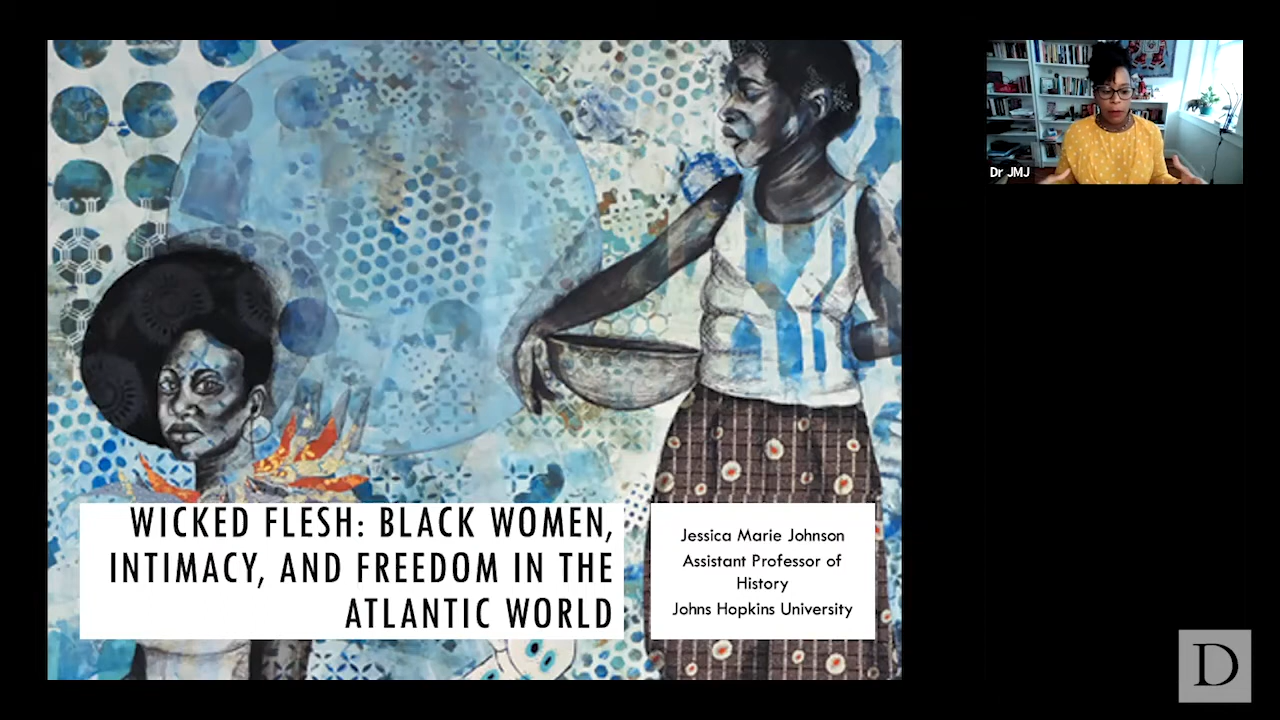 WICKED FLESH: BLACK WOMEN,
INTIMACY, AND FREEDOM IN THE
ATLANTIC WORLD
Jessica Marie Johnson
Assistant Professor of
History
Johns Hopkins University
Dr JMJ
D